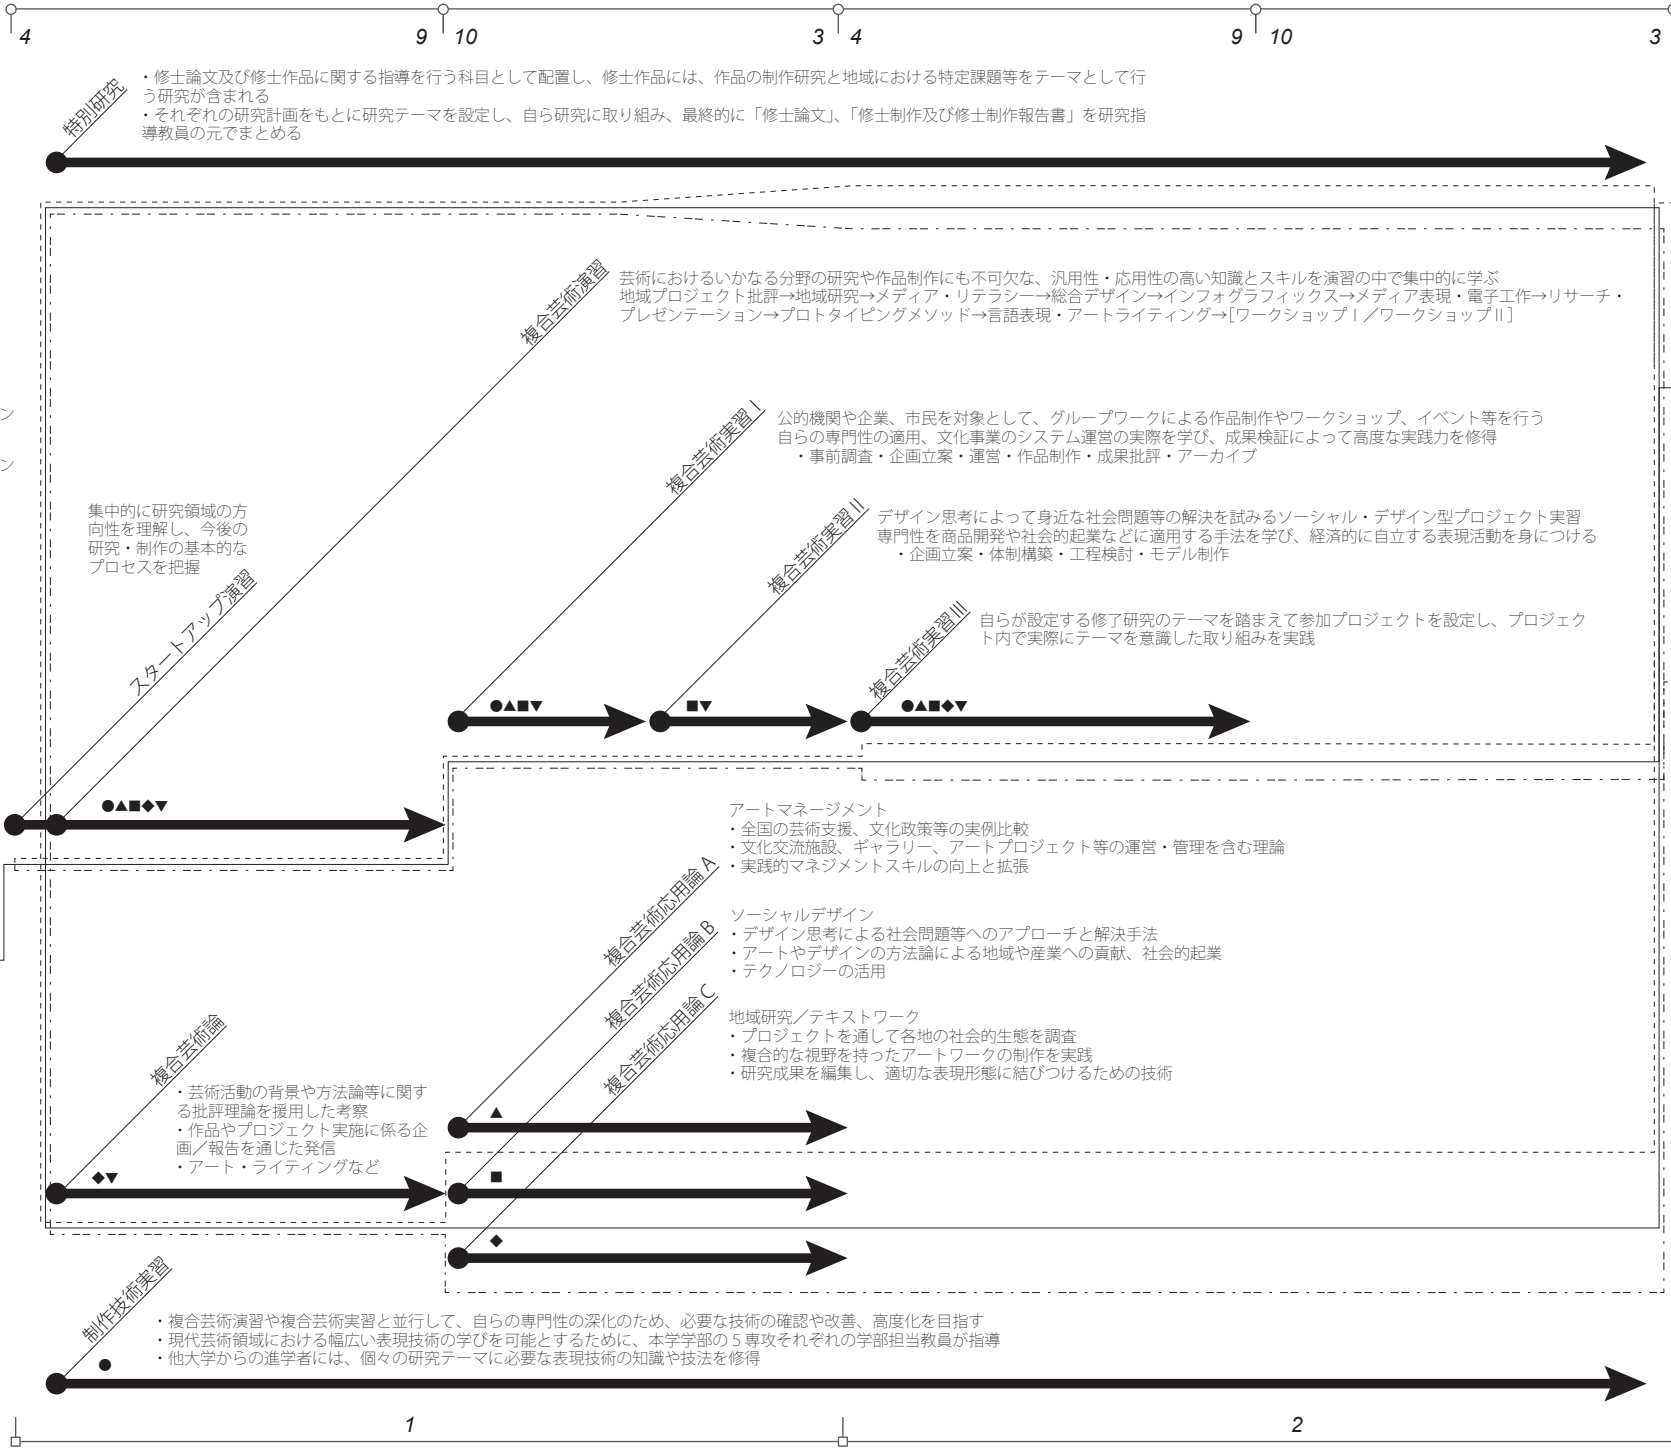 4
9
10
3
4
9
10
3
特別研究
・修士論文及び修士作品に関する指導を行う科目として配置し、修士作品には、作品の制作研究と地域における特定課題等をテーマとして行
う研究が含まれる
・それぞれの研究計画をもとに研究テーマを設定し、自ら研究に取り組み、最終的に「修士論文」、「修士制作及び修士制作報告書」を研究指
導教員の元でまとめる
複合芸術演習
芸術におけるいかなる分野の研究や作品制作にも不可欠な、汎用性・応用性の高い知識とスキルを演習の中で集中的に学ぶ
地域プロジェクト批評→地域研究→メディア・リテラシー→総合デザイン→インフォグラフィックス→メディア表現・電子工作→リサーチ・
プレゼンテーション→プロトタイピングメソッド→言語表現・アートライティング→[ワークショップⅠ／ワークショップⅡ]
ン
ン
複合芸術実習Ⅰ
公的機関や企業、市民を対象として、グループワークによる作品制作やワークショップ、イベント等を行う
自らの専門性の適用、文化事業のシステム運営の実際を学び、成果検証によって高度な実践力を修得
・事前調査・企画立案・運営・作品制作・成果批評・アーカイブ
集中的に研究領域の方
向性を理解し、今後の
研究・制作の基本的な
プロセスを把握
スタートアップ演習
複合芸術実習Ⅱ
デザイン思考によって身近な社会問題等の解決を試みるソーシャル・デザイン型プロジェクト実習
専門性を商品開発や社会的起業などに適用する手法を学び、経済的に自立する表現活動を身につける
・企画立案・体制構築・工程検討・モデル制作
複合芸術実習Ⅲ
自らが設定する修了研究のテーマを踏まえて参加プロジェクトを設定し、プロジェク
ト内で実際にテーマを意識した取り組みを実践
●▲■▼
■▼
●▲■◆▼
●▲■◆▼
複合芸術応用論A
アートマネージメント
・全国の芸術支援、文化政策等の実例比較
・文化交流施設、ギャラリー、アートプロジェクト等の運営・管理を含む理論
・実践的マネジメントスキルの向上と拡張
複合芸術応用論B
ソーシャルデザイン
・デザイン思考による社会問題等へのアプローチと解決手法
・アートやデザインの方法論による地域や産業への貢献、社会的起業
・テクノロジーの活用
複合芸術応用論C
地域研究／テキストワーク
・プロジェクトを通して各地の社会的生態を調査
・複合的な視野を持ったアートワークの制作を実践
・研究成果を編集し、適切な表現形態に結びつけるための技術
複合芸術論
・芸術活動の背景や方法論等に関す
る批評理論を援用した考察
・作品やプロジェクト実施に係る企
画／報告を通じた発信
・アート・ライティングなど
▲
◆▼
■
◆
制作技術実習
・複合芸術演習や複合芸術実習と並行して、自らの専門性の深化のため、必要な技術の確認や改善、高度化を目指す
・現代芸術領域における幅広い表現技術の学びを可能とするために、本学学部の5専攻それぞれの学部担当教員が指導
・他大学からの進学者には、個々の研究テーマに必要な表現技術の知識や技法を修得
●
1
2